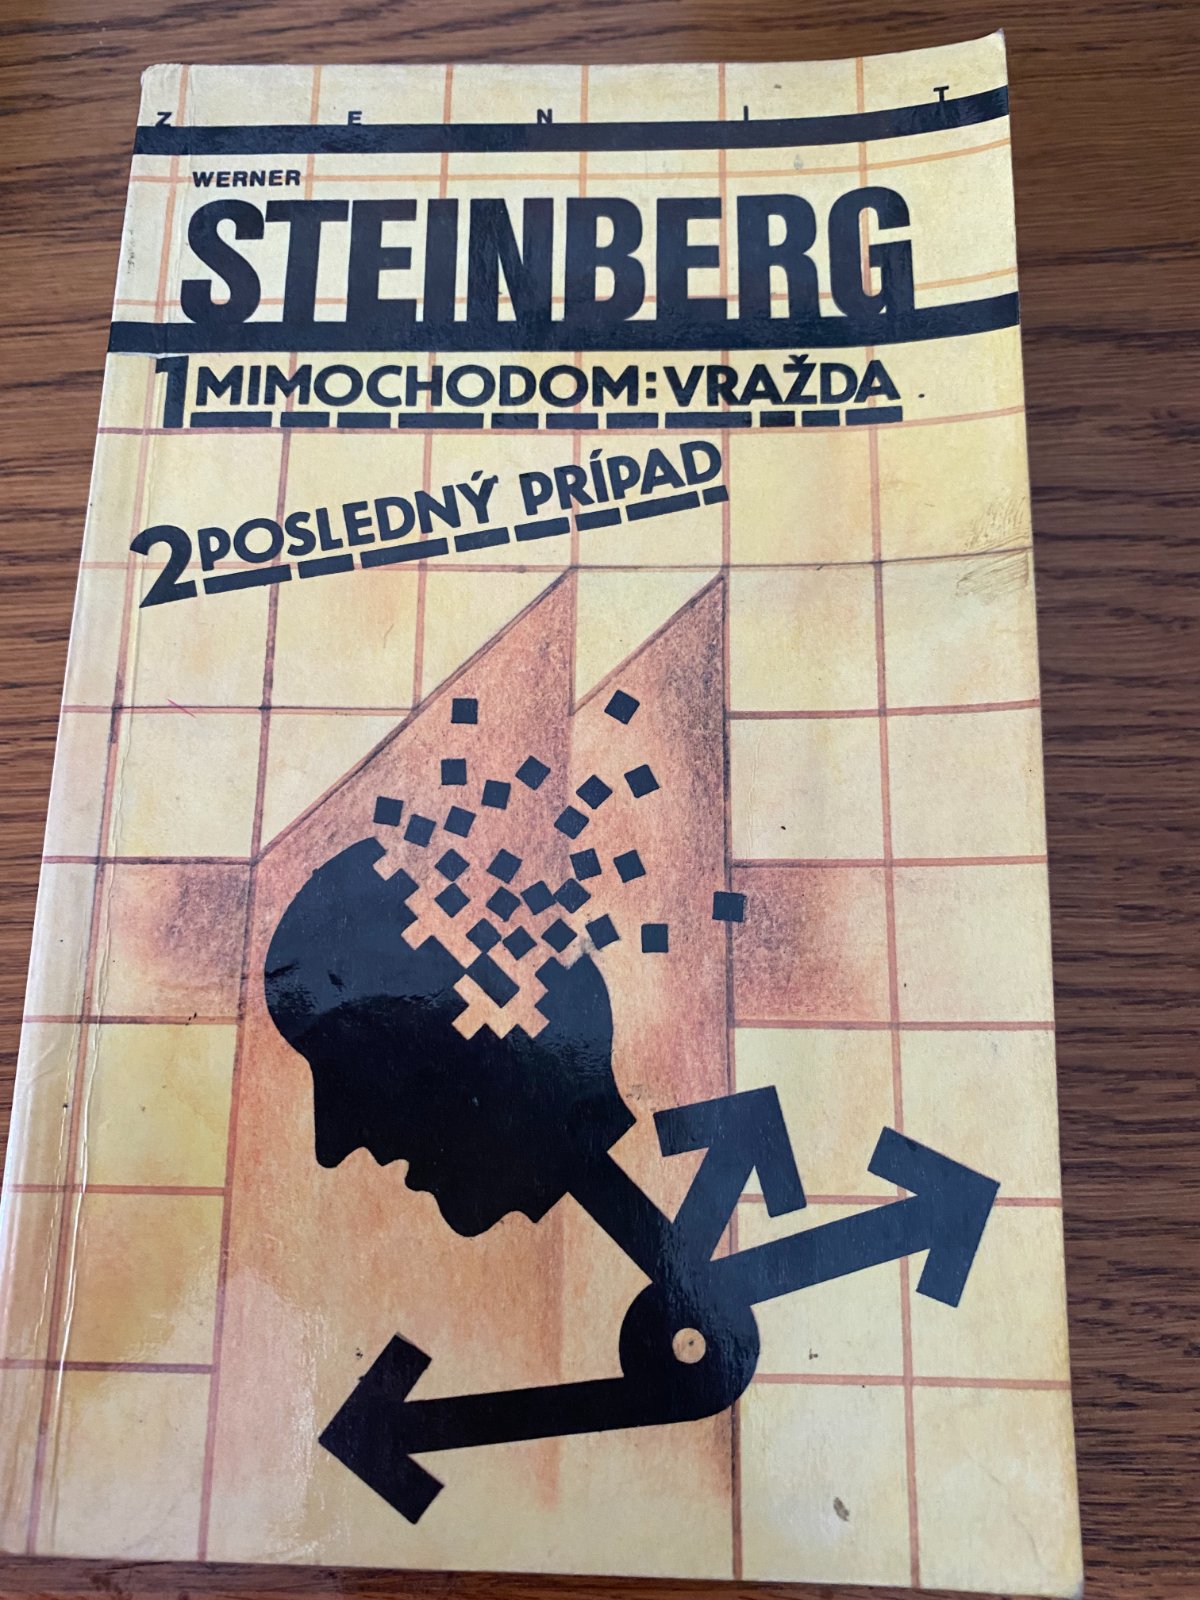 Z E N I T
WERNER
STEINBERG
1 MIMOCHODOM: VRAŽDA
2 POSLEDNÝ PRÍPAD